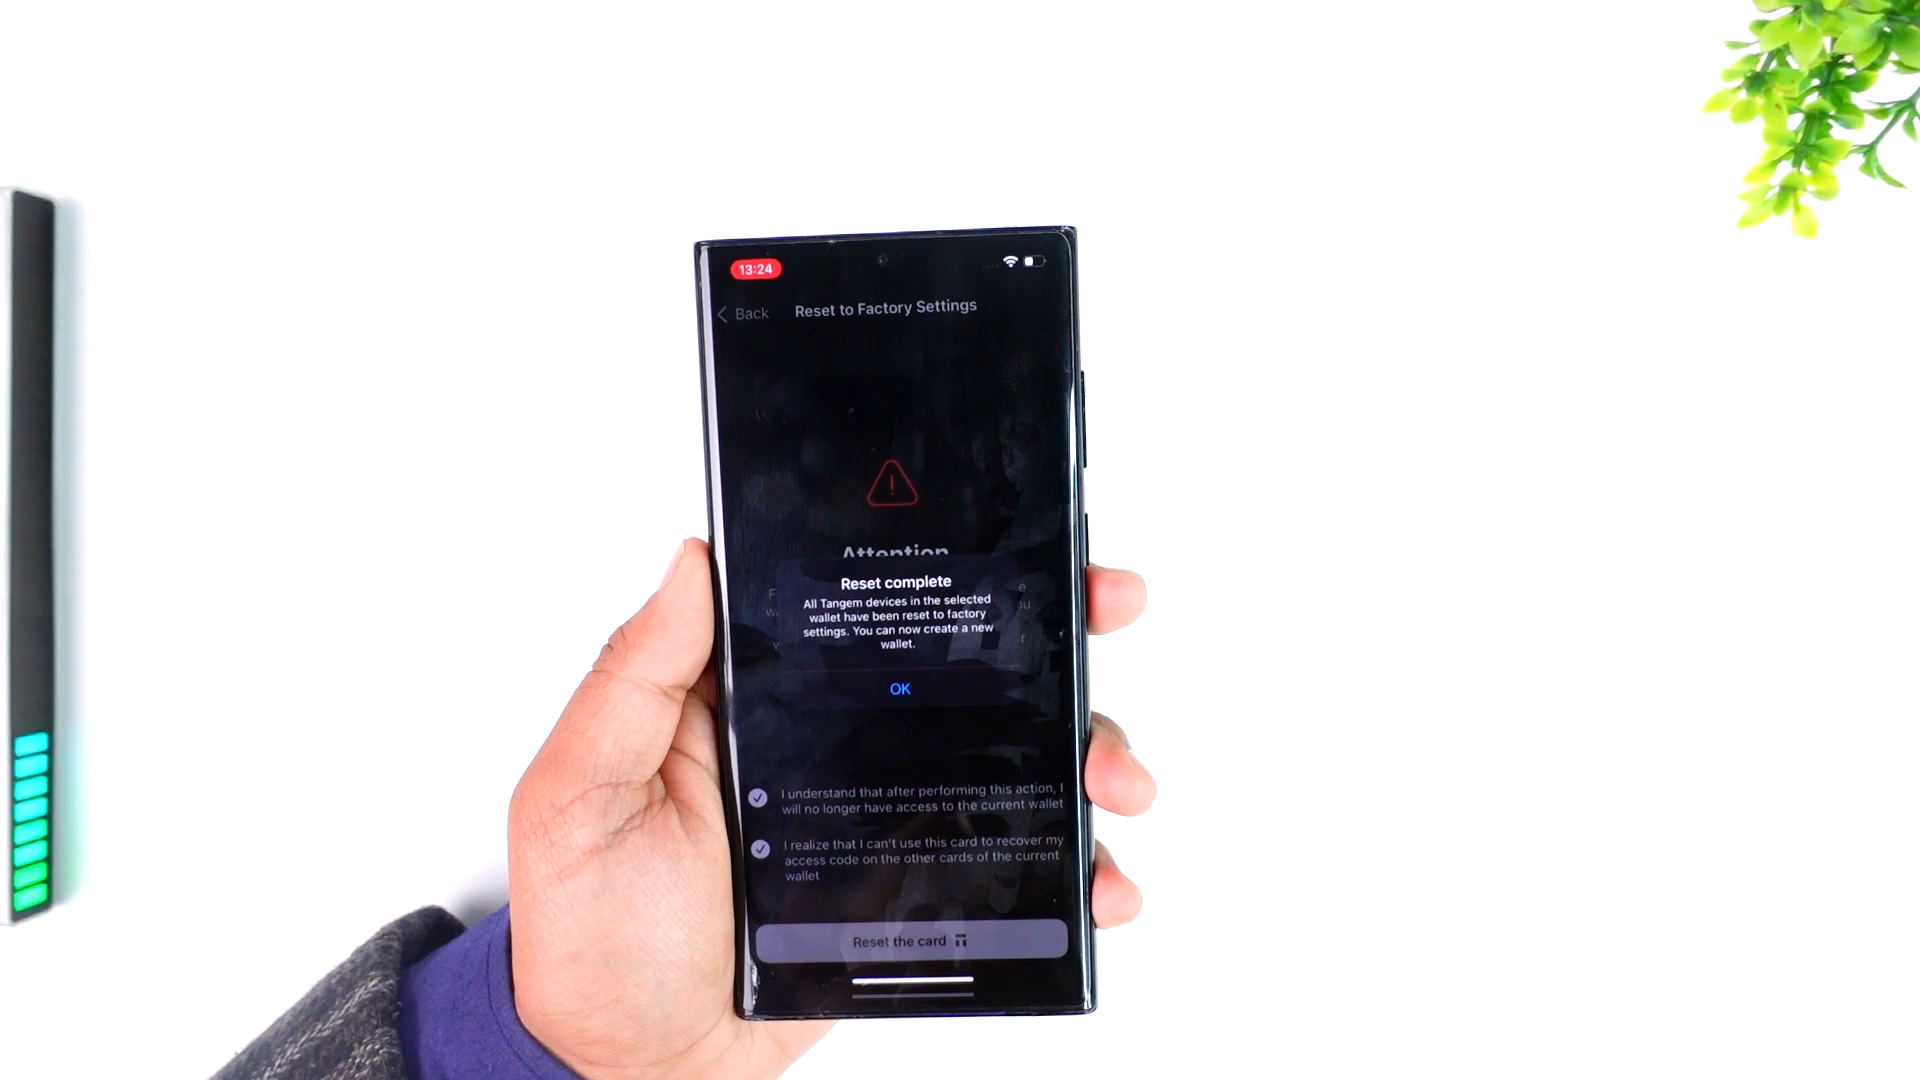 13:24
Back
Reset to Factory Settings
Attention
Reset complete
All Tangem devices in the selected
wallet have been reset to factory
settings. You can now create a new
wallet.
OK
I understand that after performing this action, I
will no longer have access to the current wallet
I realize that I can't use this card to recover my
access code on the other cards of the current
wallet
Reset the card